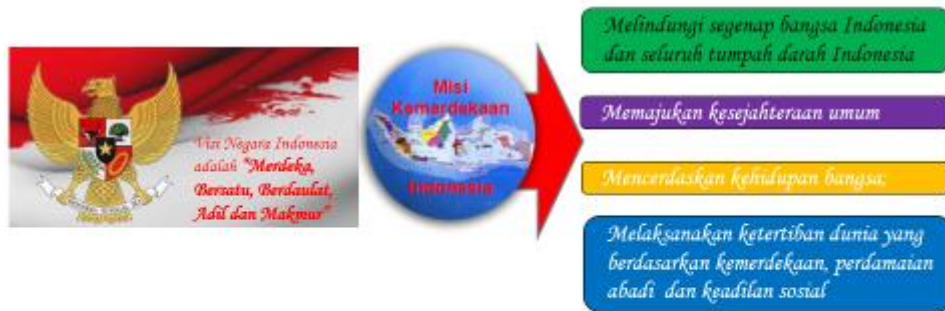 Visi Negara Indonesia
adalah "Merdeka,
Bersatu, Berdaulat,
Adil dan Makmur"
Misi
Kemerdekaan
Indonesia
Melindungi segenap bangsa Indonesia
dan seluruh tumpah darah Indonesia
Memajukan kesejahteraan umum
Mencerdaskan kehidupan bangsa;
Melaksanakan ketertiban dunia yang
berdasarkan kemerdekaan, perdamaian
abadi dan keadilan sosial